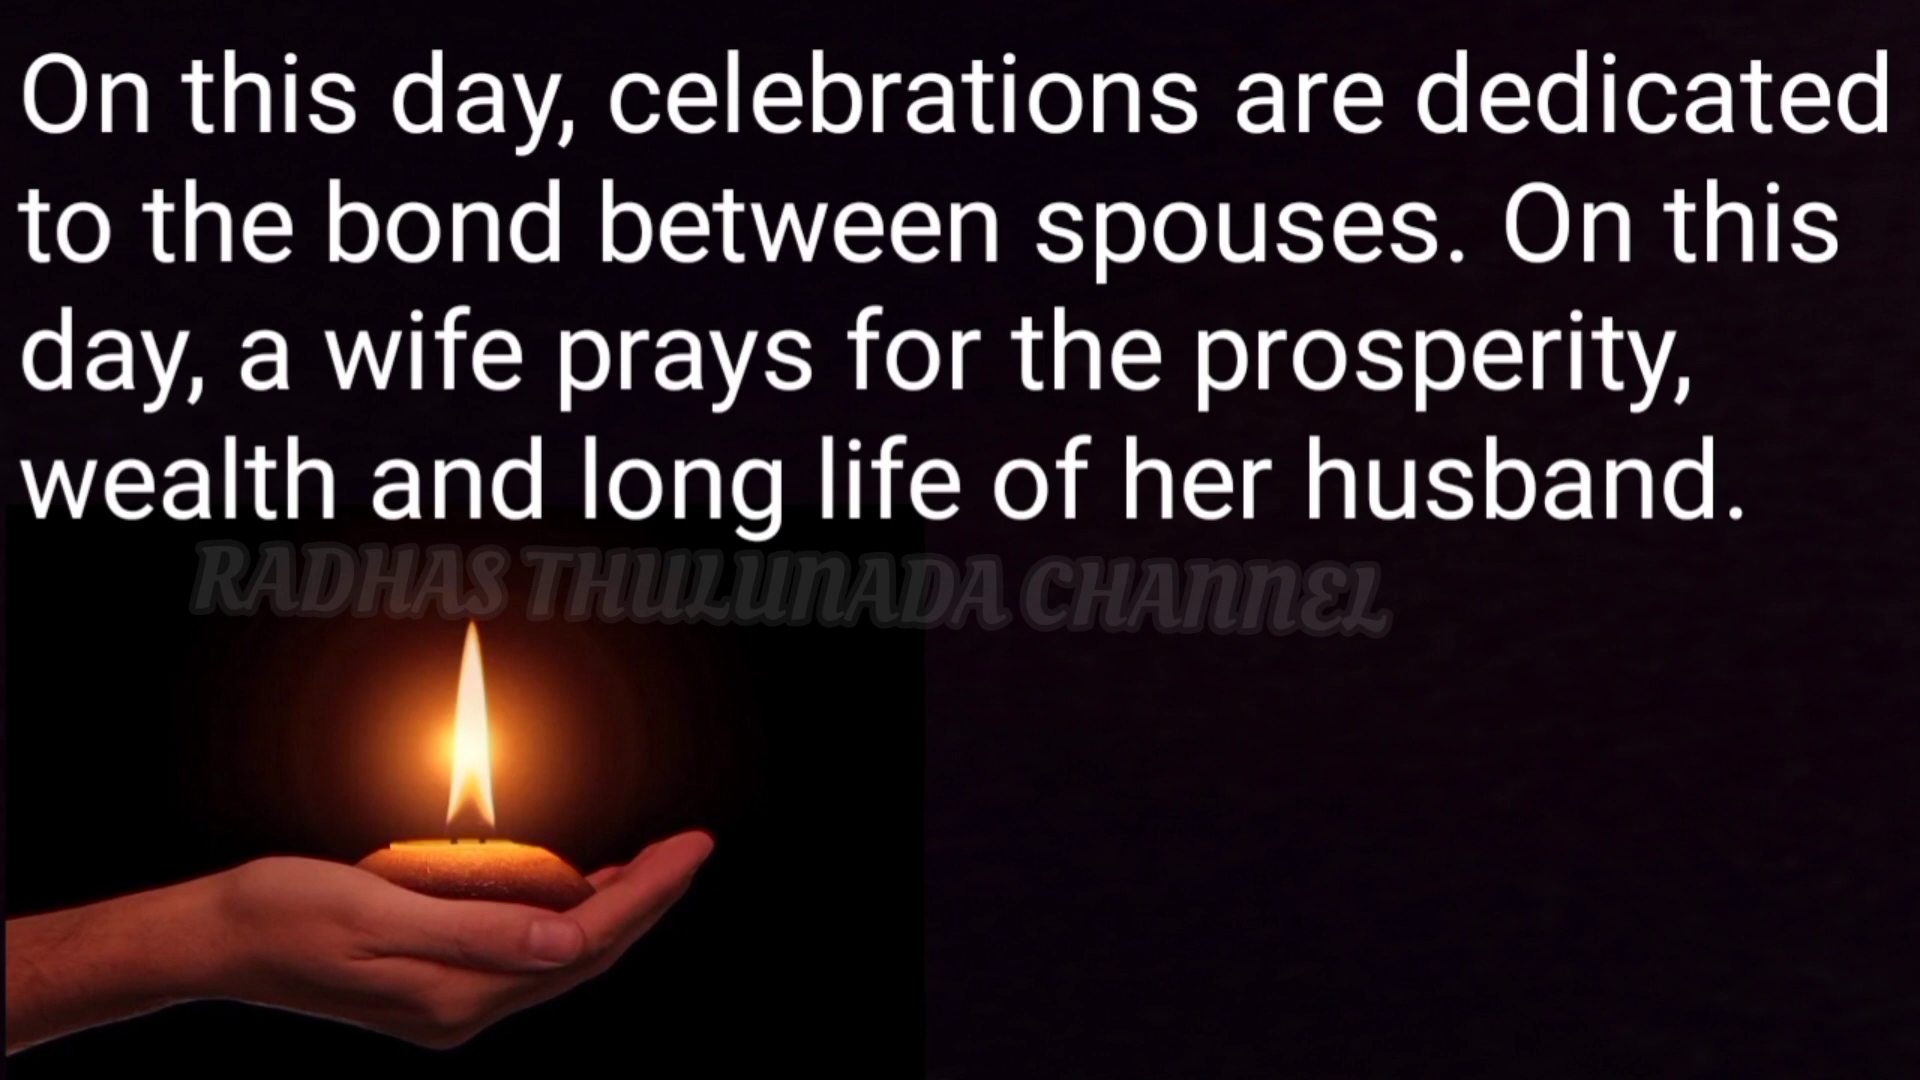 On this day, celebrations are dedicated
to the bond between spouses. On this
day, a wife prays for the prosperity,
wealth and long life of her husband.
RADHAS THULUNADA CHANNEL